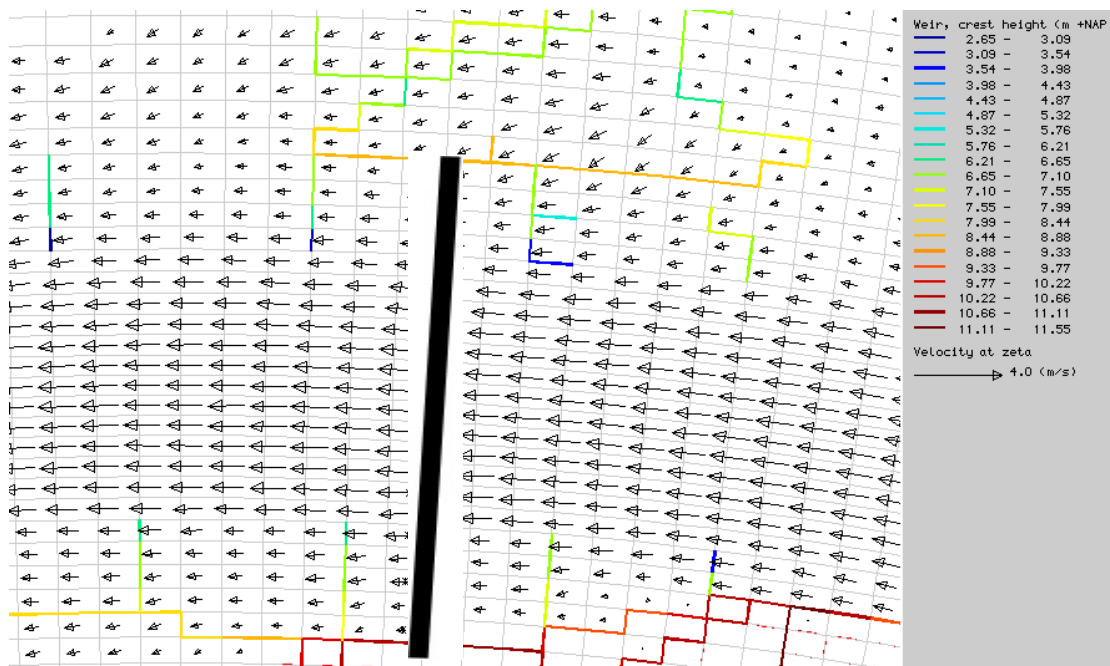 Weir, crest height (m +NAP
2.65 - 3.09
3.09 - 3.54
3.54 - 3.98
3.98 - 4.43
4.43 - 4.87
4.87 - 5.32
5.32 - 5.76
5.76 - 6.21
6.21 - 6.65
6.65 - 7.10
7.10 - 7.55
7.55 - 7.99
7.99 - 8.44
8.44 - 8.88
8.88 - 9.33
9.33 - 9.77
9.77 - 10.22
10.22 - 10.66
10.66 - 11.11
11.11 - 11.55
Velocity at zeta
4.0 (m/s)